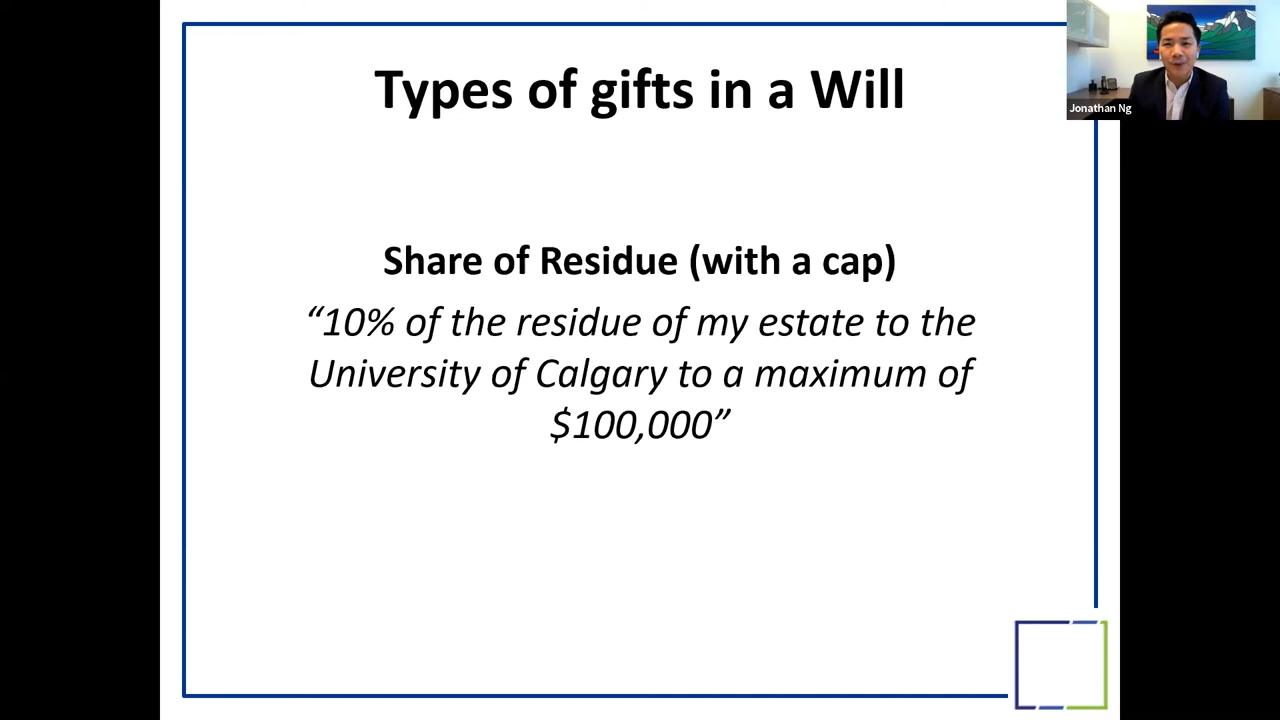 Types of gifts in a Will
Jonathan Ng
Share of Residue (with a cap)
“10% of the residue of my estate to the
University of Calgary to a maximum of
$100,000”